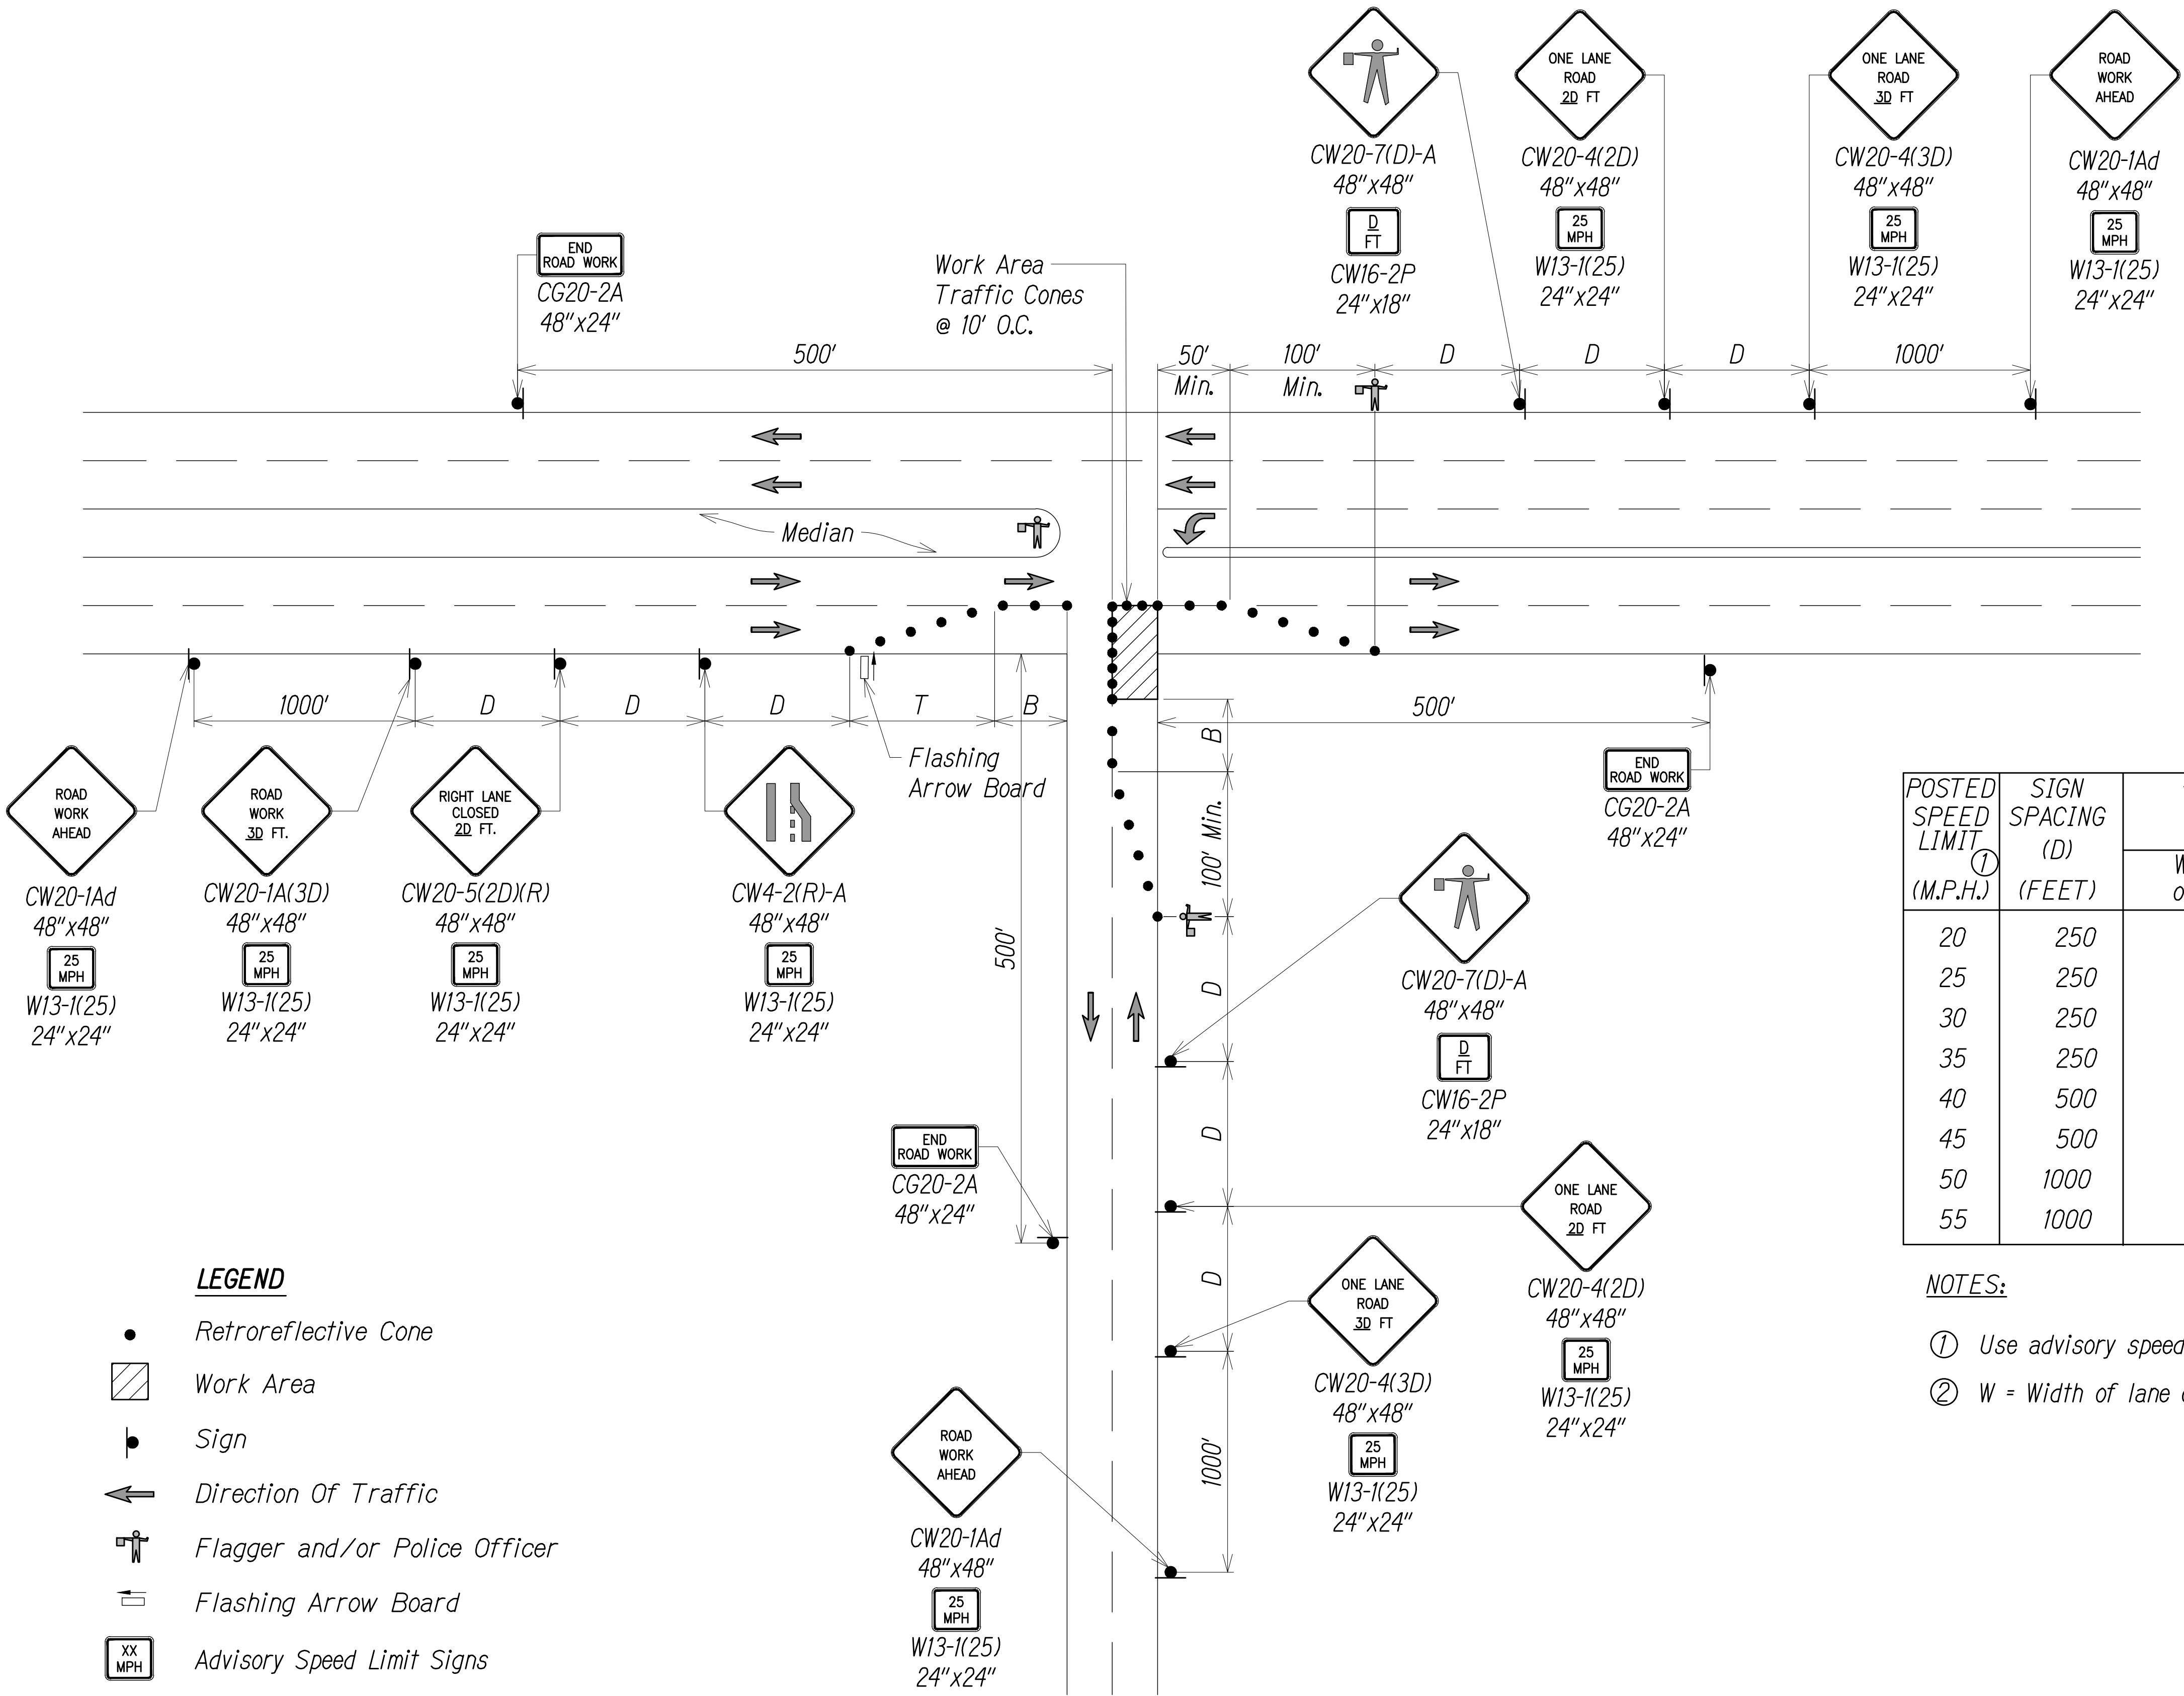 ONE LANE
ROAD
2D FT
ONE LANE
ROAD
3D FT
ROAD
WORK
AHEAD
CW20-7(D)-A
48"x48"
D
FT
CW16-2P
24"x18"
CW20-4(2D)
48"x48"
25
MPH
W13-1(25)
24"x24"
CW20-4(3D)
48"x48"
25
MPH
W13-1(25)
24"x24"
CW20-1Ad
48"x48"
25
MPH
W13-1(25)
24"x24"
END
ROAD WORK
CG20-2A
48"x24"
Work Area
Traffic Cones
@ 10' O.C.
500'
50'
Min.
100'
Min.
D
D
D
1000'
Median
1000'
D
D
D
T
B
Flashing
Arrow Board
500'
B
100' Min.
D
D
D
1000'
500'
END
ROAD WORK
CG20-2A
48"x24"
ROAD
WORK
AHEAD
CW20-1Ad
48"x48"
25
MPH
W13-1(25)
24"x24"
ROAD
WORK
3D FT.
CW20-1A(3D)
48"x48"
25
MPH
W13-1(25)
24"x24"
RIGHT LANE
CLOSED
2D FT.
CW20-5(2D)(R)
48"x48"
25
MPH
W13-1(25)
24"x24"
CW4-2(R)-A
48"x48"
25
MPH
W13-1(25)
24"x24"
CW20-7(D)-A
48"x48"
D
FT
CW16-2P
24"x18"
END
ROAD WORK
CG20-2A
48"x24"
ONE LANE
ROAD
2D FT
CW20-4(2D)
48"x48"
25
MPH
W13-1(25)
24"x24"
ONE LANE
ROAD
3D FT
CW20-4(3D)
48"x48"
25
MPH
W13-1(25)
24"x24"
ROAD
WORK
AHEAD
CW20-1Ad
48"x48"
25
MPH
W13-1(25)
24"x24"
POSTED
SPEED
LIMIT
1
(M.P.H.)
SIGN
SPACING
(D)
(FEET)
20 250
25 250
30 250
35 250
40 500
45 500
50 1000
55 1000
NOTES:
1 Use advisory speed
2 W = Width of lane
LEGEND
Retroreflective Cone
Work Area
Sign
Direction Of Traffic
Flagger and/or Police Officer
Flashing Arrow Board
XX
MPH
Advisory Speed Limit Signs